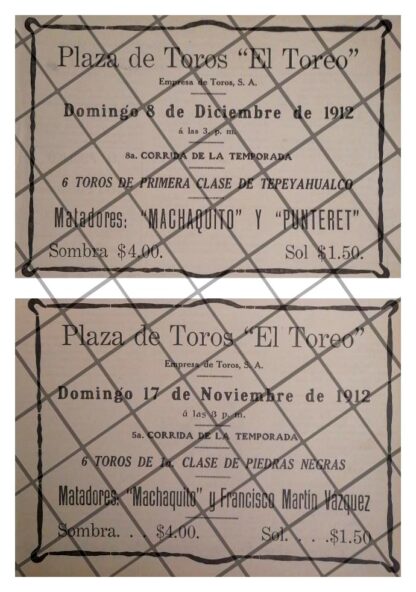 Plaza de Toros "El Toreo"
Empresa de Toros, S. A.
Domingo 8 de Diciembre de 1912
á las 3. p. m.
8a. CORRIDA DE LA TEMPORADA
6 TOROS DE PRIMERA CLASE DE TEPEYAHUALCO
Matadores: "MACHAQUITO" Y "PUNTERET"
Sombra $4.00. Sol $1.50.
Plaza de Toros "El Toreo"
Empresa de Toros, S. A.
Domingo 17 de Noviembre de 1912
á las 3 p. m.
5a. CORRIDA DE LA TEMPORADA
6 TOROS DE 1a. CLASE DE PIEDRAS NEGRAS
Matadores: "Machaquito" y Francisco Martín Vázquez
Sombra. . . $4.00. Sol. . . .$1.50